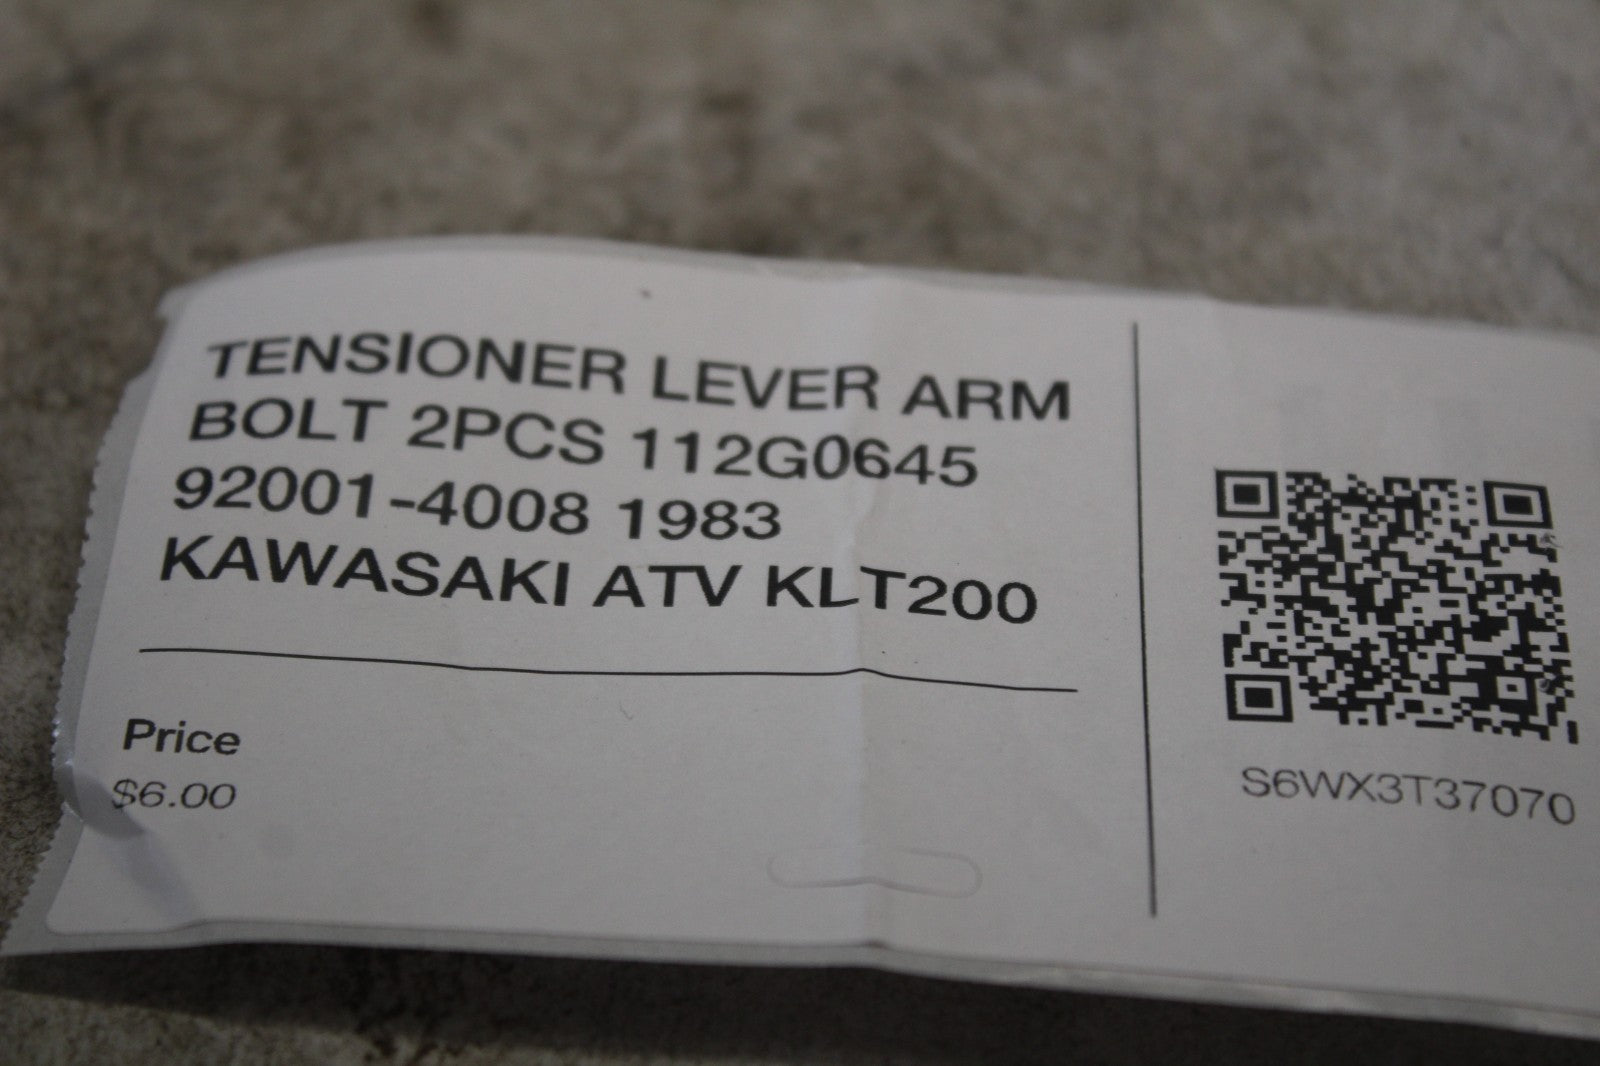 TENSIONER LEVER ARM
BOLT 2PCS 112G0645
92001-4008 1983
KAWASAKI ATV KLT200
Price
$6.00
S6WX3T37070